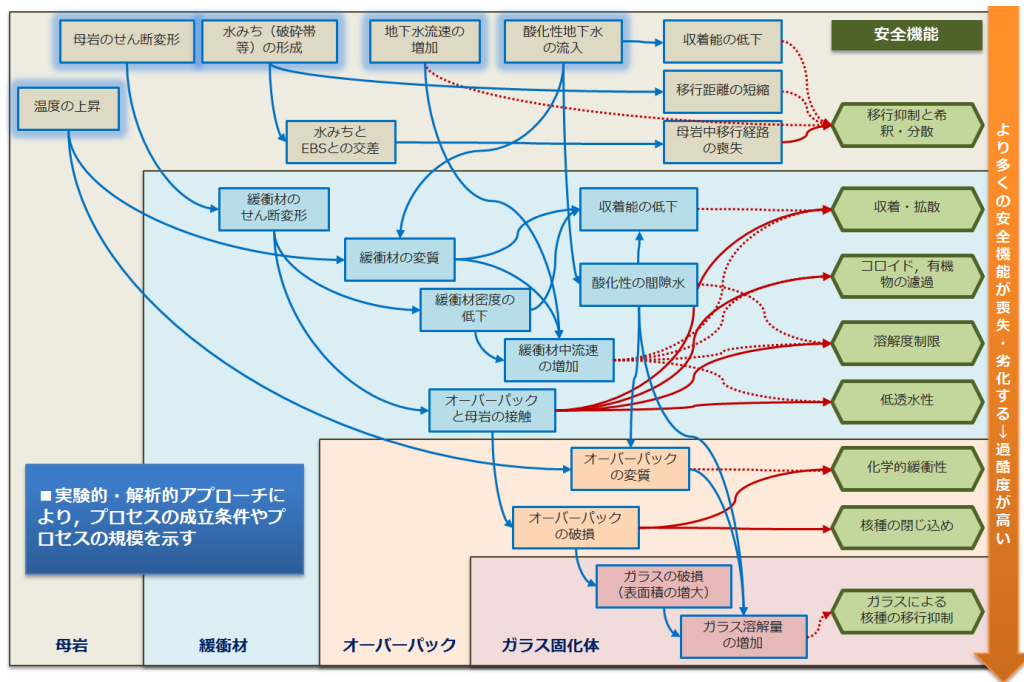 母岩のせん断変形
水みち（破砕帯
等）の形成
地下水流速の
増加
酸化性地下水
の流入
収着能の低下
安全機能
温度の上昇
移行距離の短縮
移行抑制と希
釈・分散
水みちと
EBSとの交差
母岩中移行経路
の喪失
緩衝材の
せん断変形
収着能の低下
収着・拡散
緩衝材の変質
酸化性の間隙水
コロイド，有機
物の濾過
緩衝材密度の
低下
緩衝材中流速
の増加
溶解度制限
オーバーパック
と母岩の接触
低透水性
オーバーパック
の変質
化学的緩衝性
■実験的・解析的アプローチに
より，プロセスの成立条件やプ
ロセスの規模を示す
オーバーパック
の破損
核種の閉じ込め
ガラスの破損
（表面積の増大）
ガラスによる
核種の移行抑制
ガラス溶解量
の増加
母岩
緩衝材
オーバーパック
ガラス固化体
より多くの安全機能が喪失・劣化する→過酷度が高い